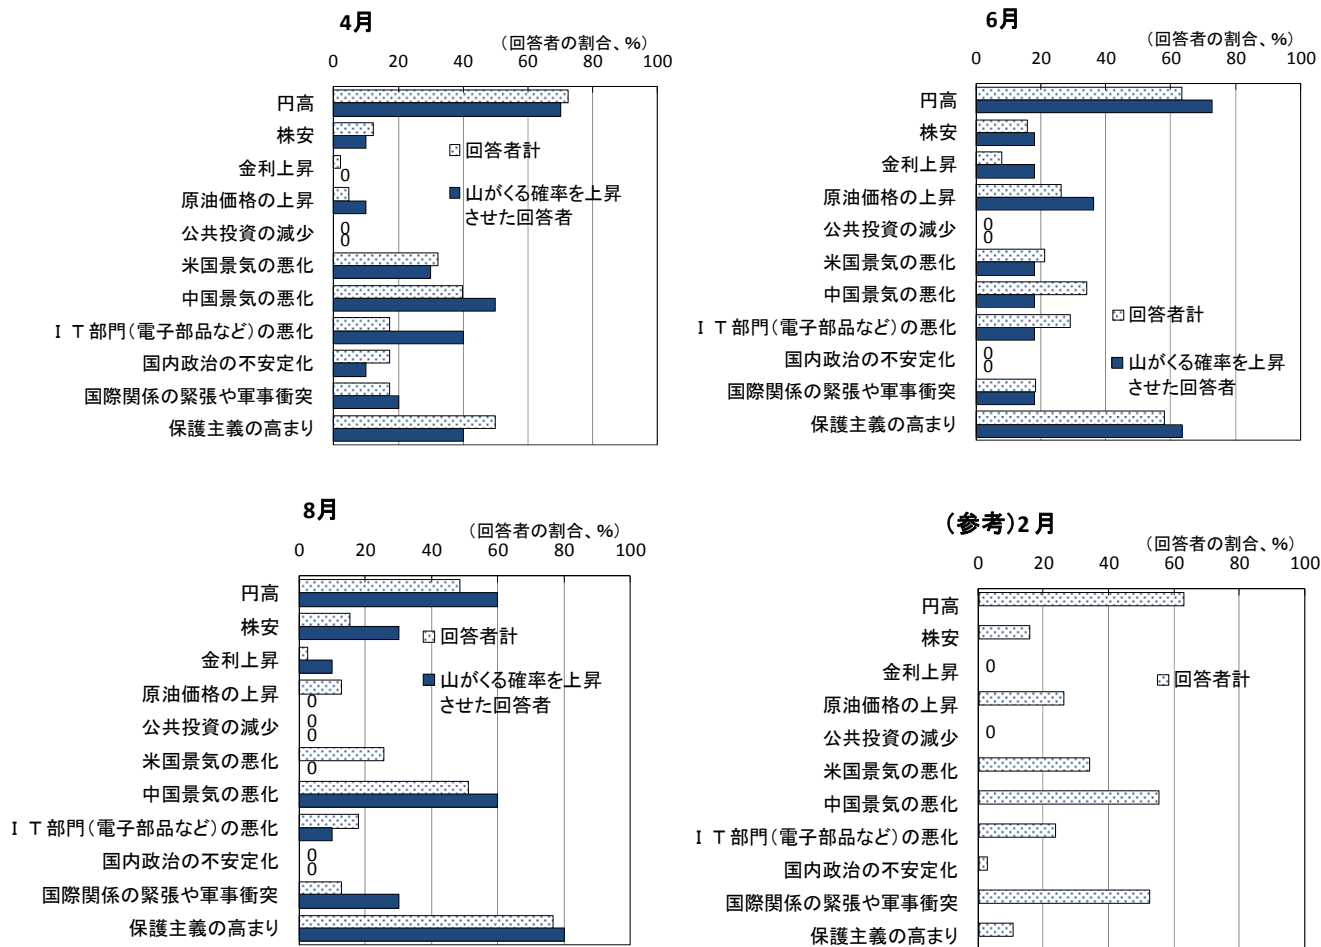 4月
(回答者の割合、%)
0 20 40 60 80 100
円高
株安
金利上昇
0
原油価格の上昇
公共投資の減少
0
0
米国景気の悪化
中国景気の悪化
ＩＴ部門(電子部品など)の悪化
国内政治の不安定化
国際関係の緊張や軍事衝突
保護主義の高まり
回答者計
山がくる確率を上昇
させた回答者
6月
(回答者の割合、%)
0 20 40 60 80 100
円高
株安
金利上昇
原油価格の上昇
公共投資の減少
0
0
米国景気の悪化
中国景気の悪化
ＩＴ部門(電子部品など)の悪化
国内政治の不安定化
0
0
国際関係の緊張や軍事衝突
保護主義の高まり
回答者計
山がくる確率を上昇
させた回答者
8月
(回答者の割合、%)
0 20 40 60 80 100
円高
株安
金利上昇
原油価格の上昇
0
公共投資の減少
0
0
米国景気の悪化
0
中国景気の悪化
ＩＴ部門(電子部品など)の悪化
国内政治の不安定化
0
0
国際関係の緊張や軍事衝突
保護主義の高まり
回答者計
山がくる確率を上昇
させた回答者
(参考)2月
(回答者の割合、%)
0 20 40 60 80 100
円高
株安
金利上昇
0
原油価格の上昇
公共投資の減少
0
米国景気の悪化
中国景気の悪化
ＩＴ部門(電子部品など)の悪化
国内政治の不安定化
国際関係の緊張や軍事衝突
保護主義の高まり
回答者計